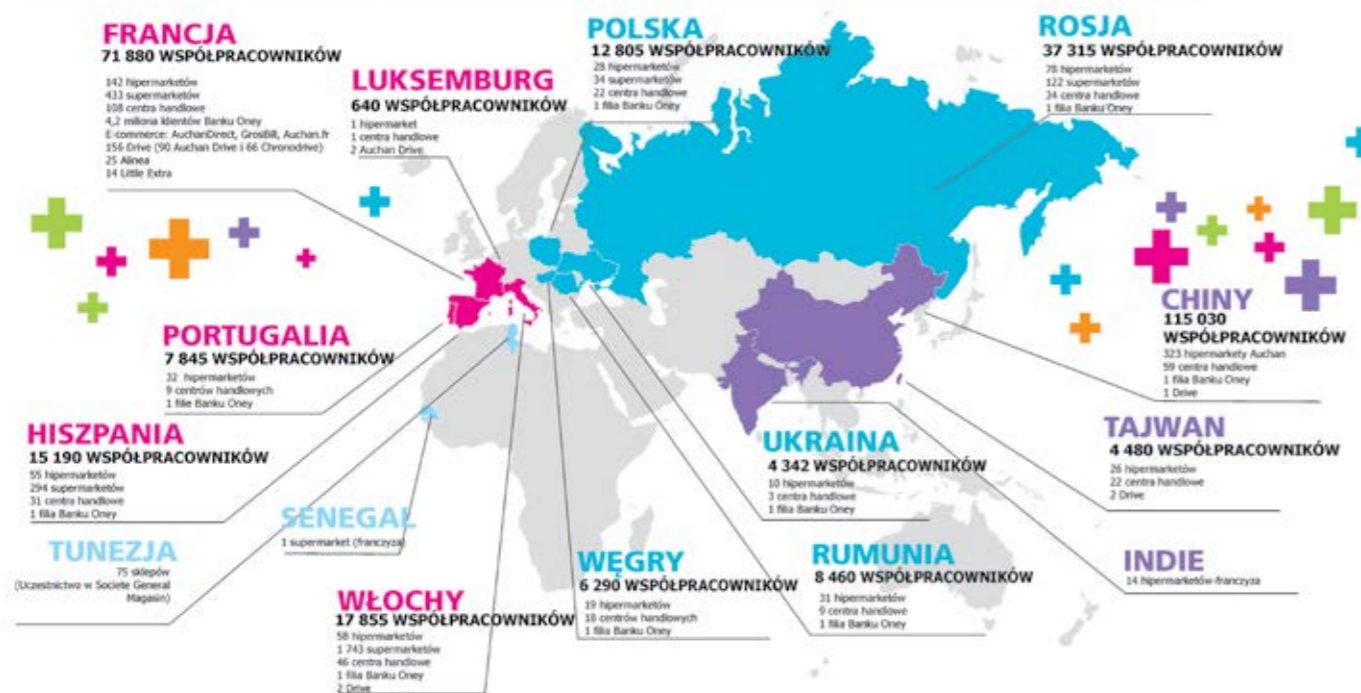 FRANCJA
71 880 WSPÓŁPRACOWNIKÓW
142 hipermarketów
433 supermarketów
108 centra handlowe
4,2 miliona klientów Banku Oney
E-commerce: AuchanDirect, GrosBill, Auchan.fr
156 Drive (90 Auchan Drive i 66 Chronodrive)
25 Alinea
14 Little Extra
LUKSEMBURG
640 WSPÓŁPRACOWNIKÓW
1 hipermarket
1 centra handlowe
2 Auchan Drive
POLSKA
12 805 WSPÓŁPRACOWNIKÓW
28 hipermarketów
34 supermarketów
22 centra handlowe
1 filia Banku Oney
ROSJA
37 315 WSPÓŁPRACOWNIKÓW
78 hipermarketów
122 supermarketów
34 centra handlowe
1 filia Banku Oney
PORTUGALIA
7 845 WSPÓŁPRACOWNIKÓW
32 hipermarketów
9 centrów handlowych
1 filie Banku Oney
CHINY
115 030
WSPÓŁPRACOWNIKÓW
323 hipermarkety Auchan
59 centra handlowe
1 filia Banku Oney
1 Drive
HISZPANIA
15 190 WSPÓŁPRACOWNIKÓW
55 hipermarketów
294 supermarketów
31 centra handlowe
1 filia Banku Oney
UKRAINA
4 342 WSPÓŁPRACOWNIKÓW
10 hipermarketów
3 centra handlowe
1 filia Banku Oney
TAJWAN
4 480 WSPÓŁPRACOWNIKÓW
26 hipermarketów
22 centra handlowe
2 Drive
SENEGAL
1 supermarket (franczyza)
TUNEZJA
75 sklepów
(Uczestnictwo w Societe General
Magasin)
WĘGRY
6 290 WSPÓŁPRACOWNIKÓW
19 hipermarketów
18 centrów handlowych
1 filia Banku Oney
RUMUNIA
8 460 WSPÓŁPRACOWNIKÓW
31 hipermarketów
9 centra handlowe
1 filia Banku Oney
INDIE
14 hipermarketów-franczyza
WŁOCHY
17 855 WSPÓŁPRACOWNIKÓW
58 hipermarketów
1 743 supermarketów
46 centra handlowe
1 filia Banku Oney
2 Drive